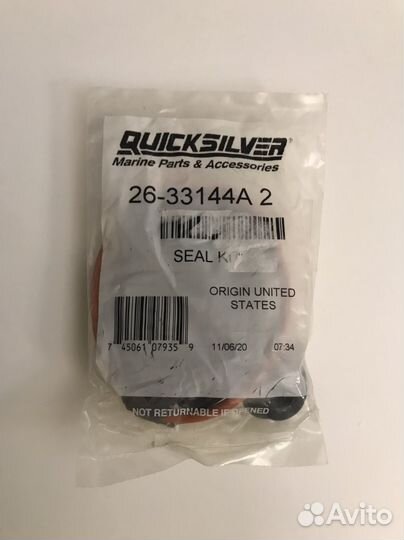 QUICKSILVER®
Marine Parts & Accessories
26-33144A 2
SEAL
ORIGIN UNITED
STATES
7 45061 07935 9
11/06/20 07:34
NOT RETURNABLE IF OPENED
Avito